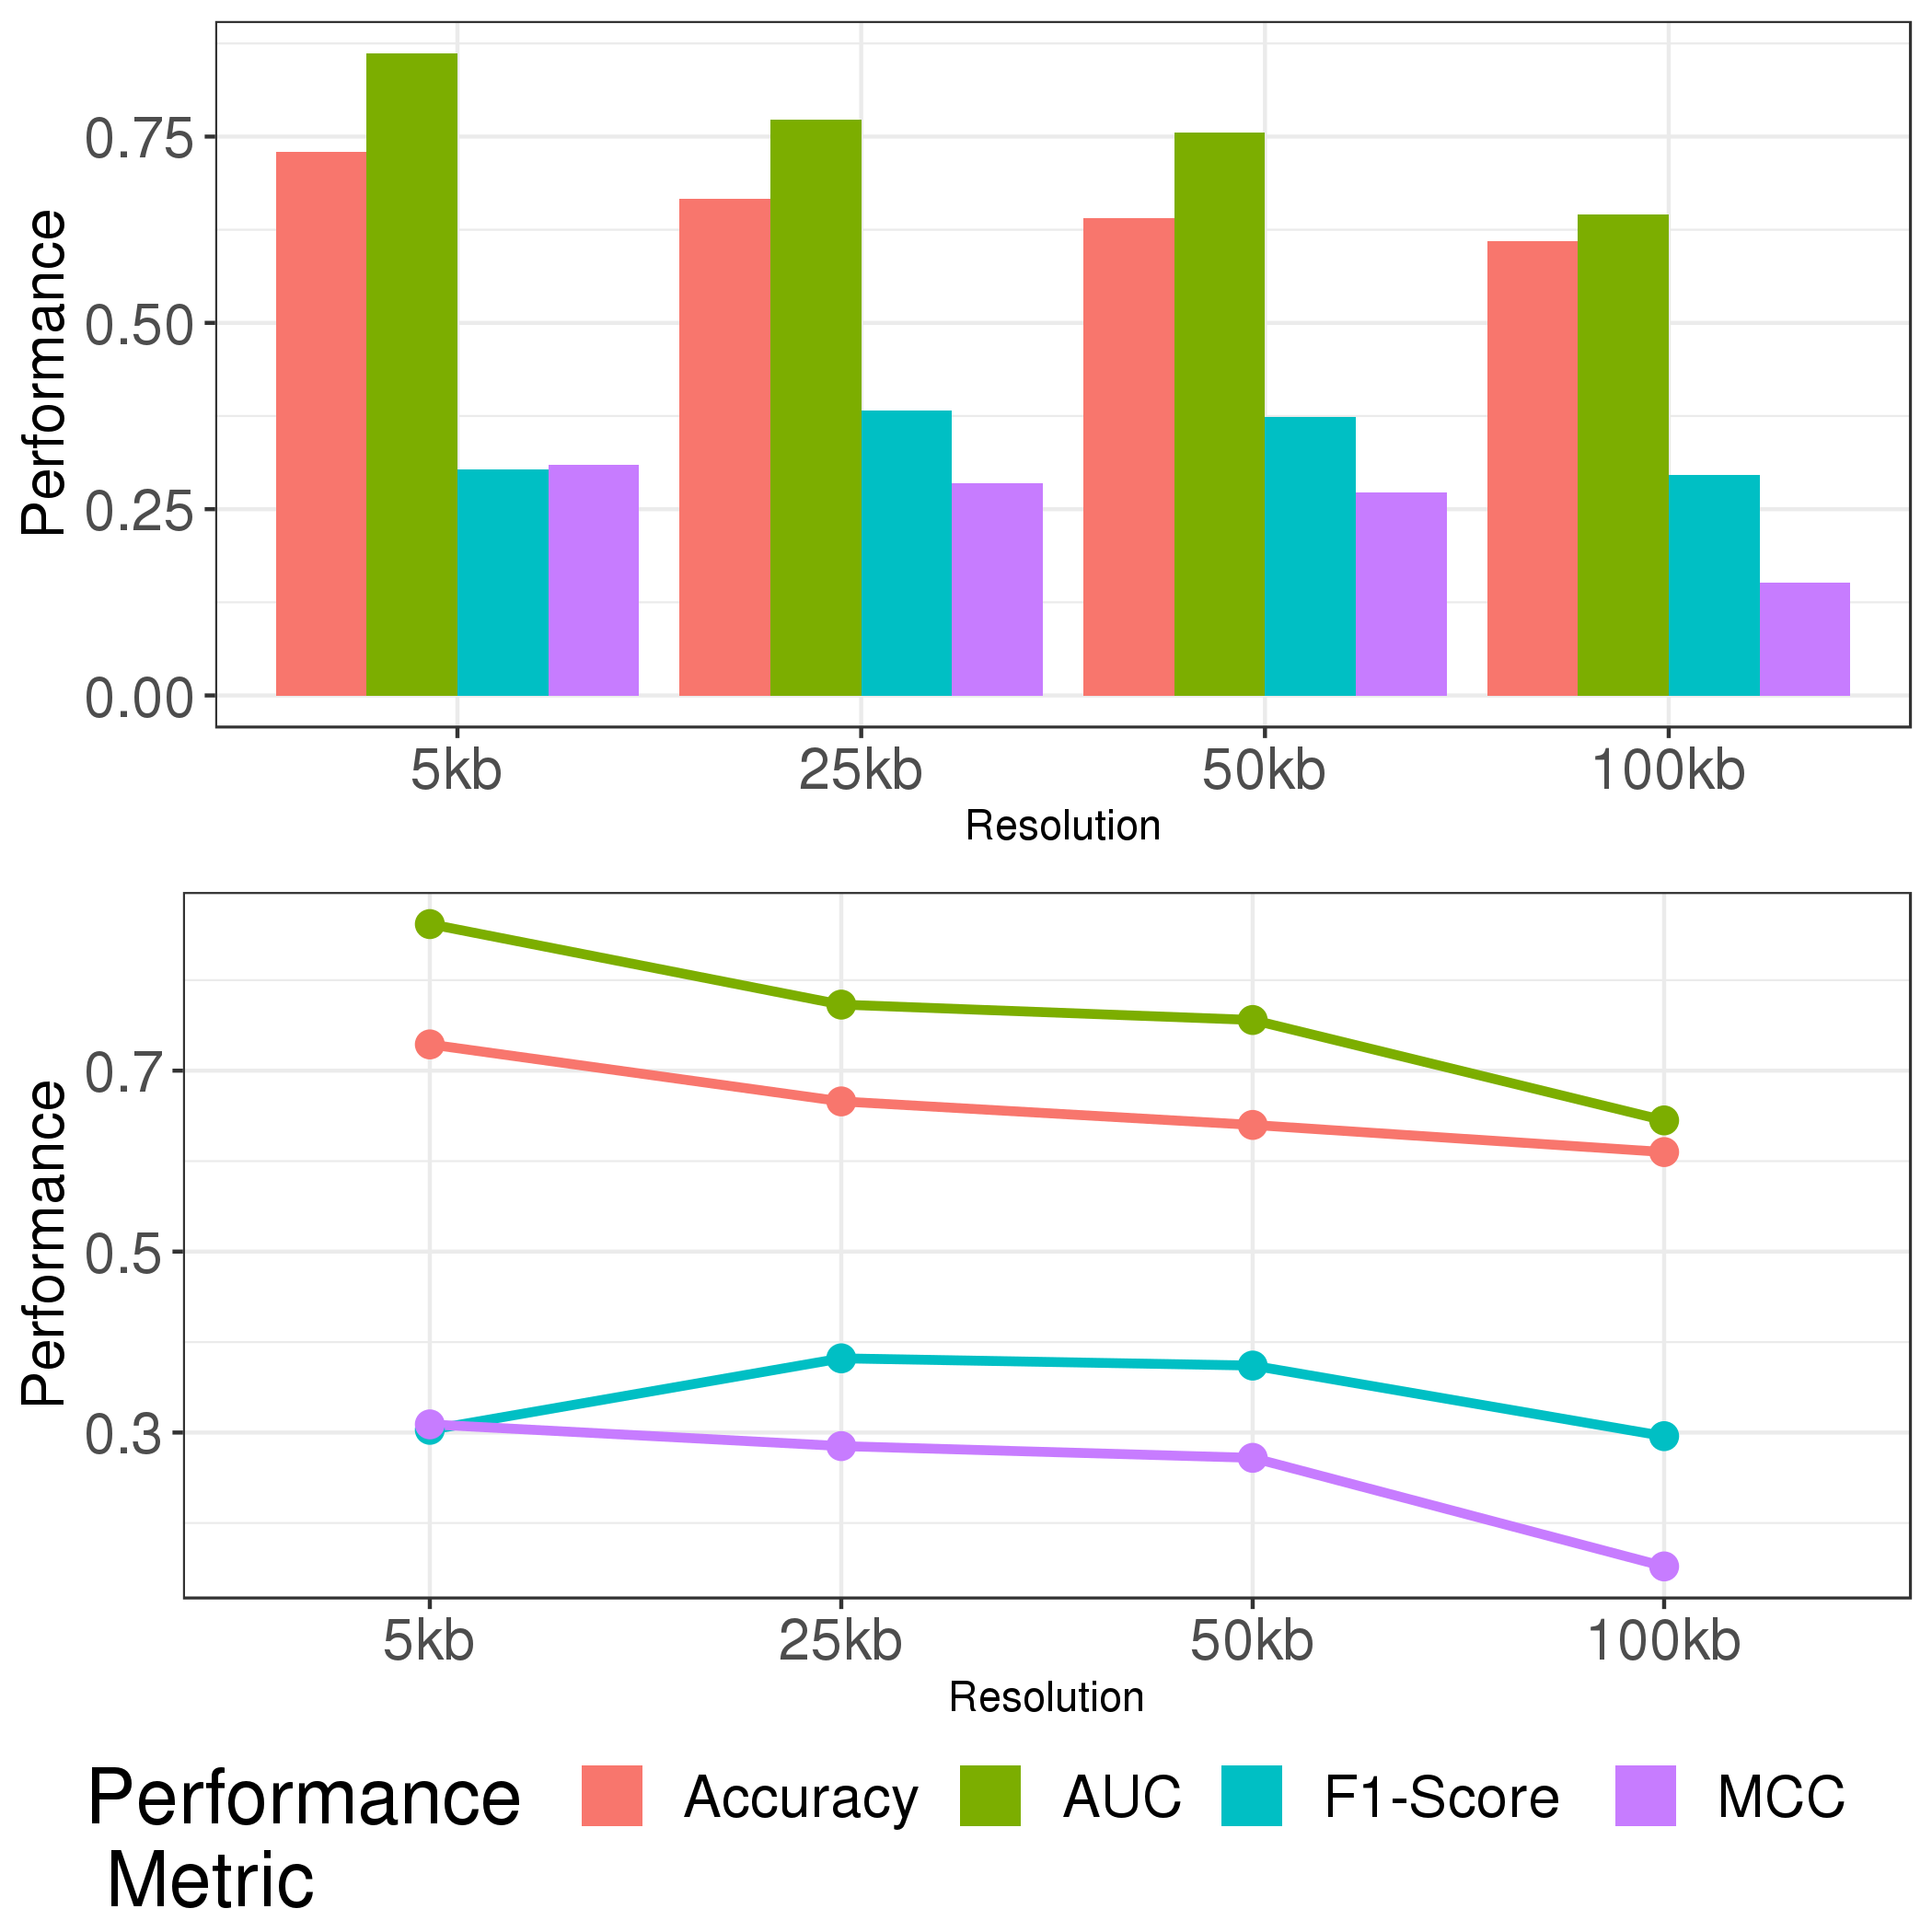 Performance
0.75
0.50
0.25
0.00
5kb 25kb 50kb 100kb
Resolution
Performance
0.7
0.5
0.3
5kb 25kb 50kb 100kb
Resolution
Performance
Metric
Accuracy AUC F1-Score MCC